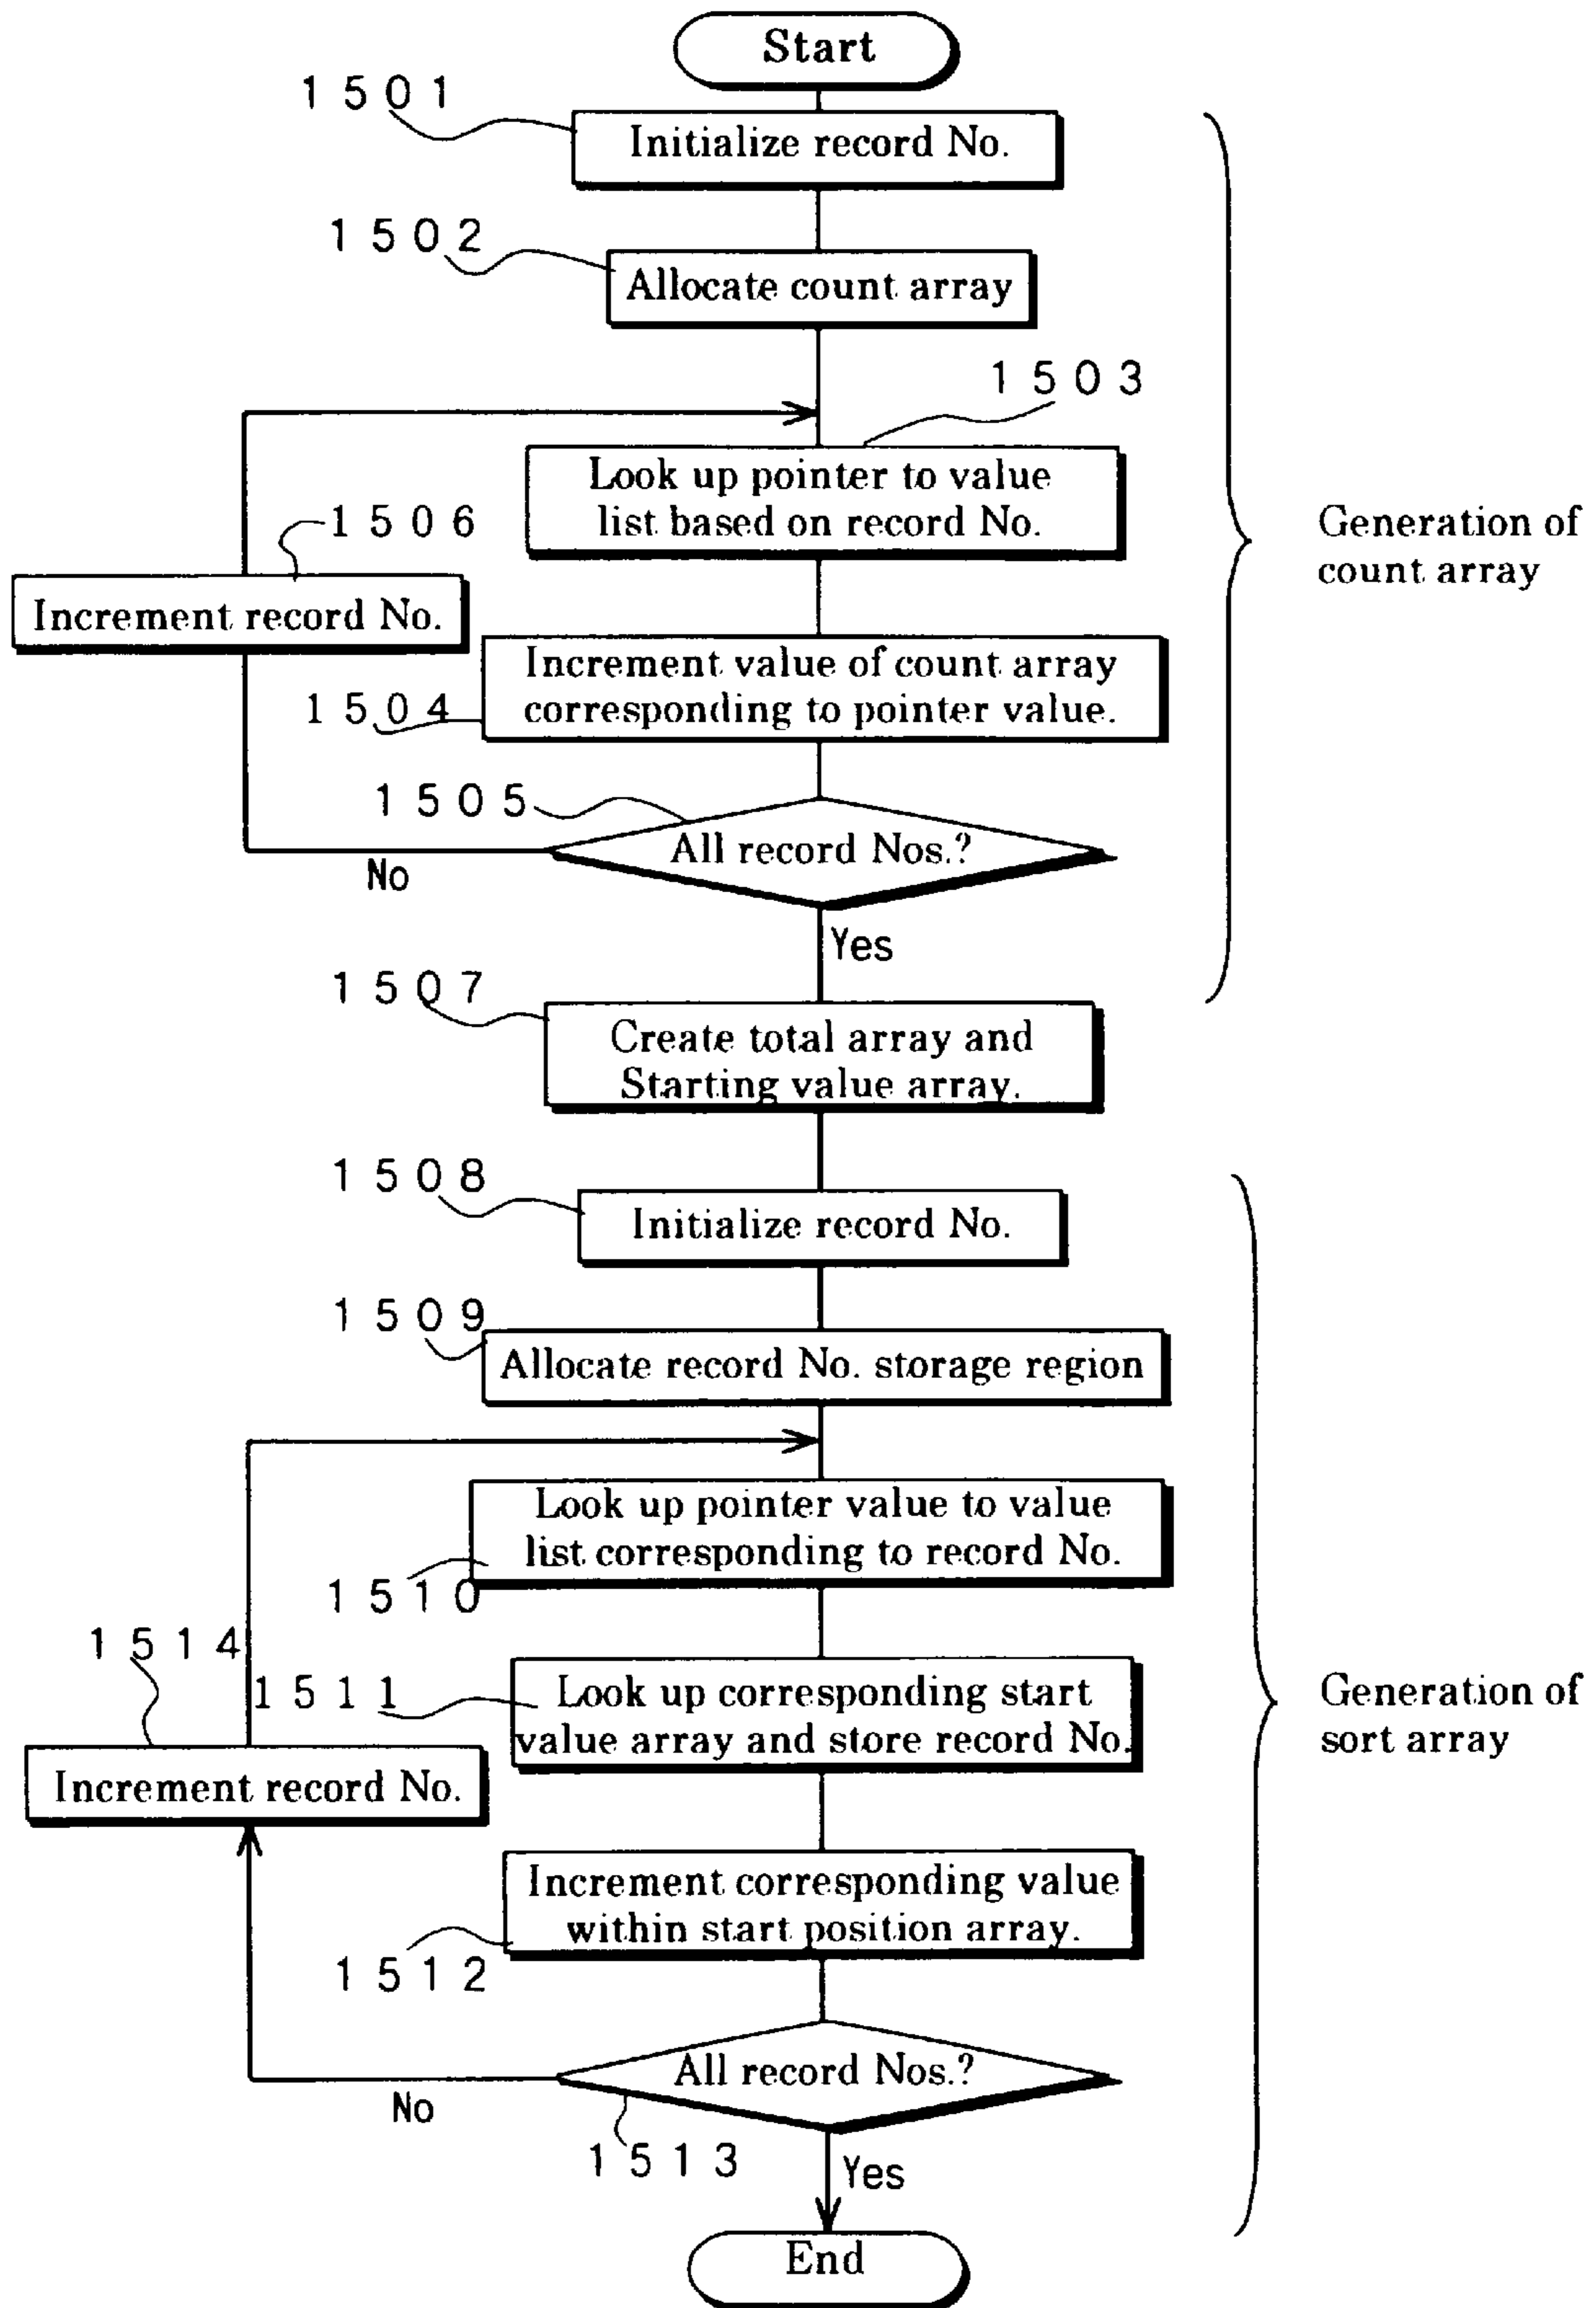 Start
1501
Initialize record No.
1502
Allocate count array
1503
Look up pointer to value
list based on record No.
1506
Increment record No.
Generation of
count array
Increment value of count array
corresponding to pointer value.
1504
1505
All record Nos.?
No
Yes
1507
Create total array and
Starting value array.
1508
Initialize record No.
1509
Allocate record No. storage region
Look up pointer value to value
list corresponding to record No.
1510
1514
1511
Look up corresponding start
value array and store record No.
Increment record No.
Generation of
sort array
Increment corresponding value
within start position array.
1512
All record Nos.?
No
1513
Yes
End